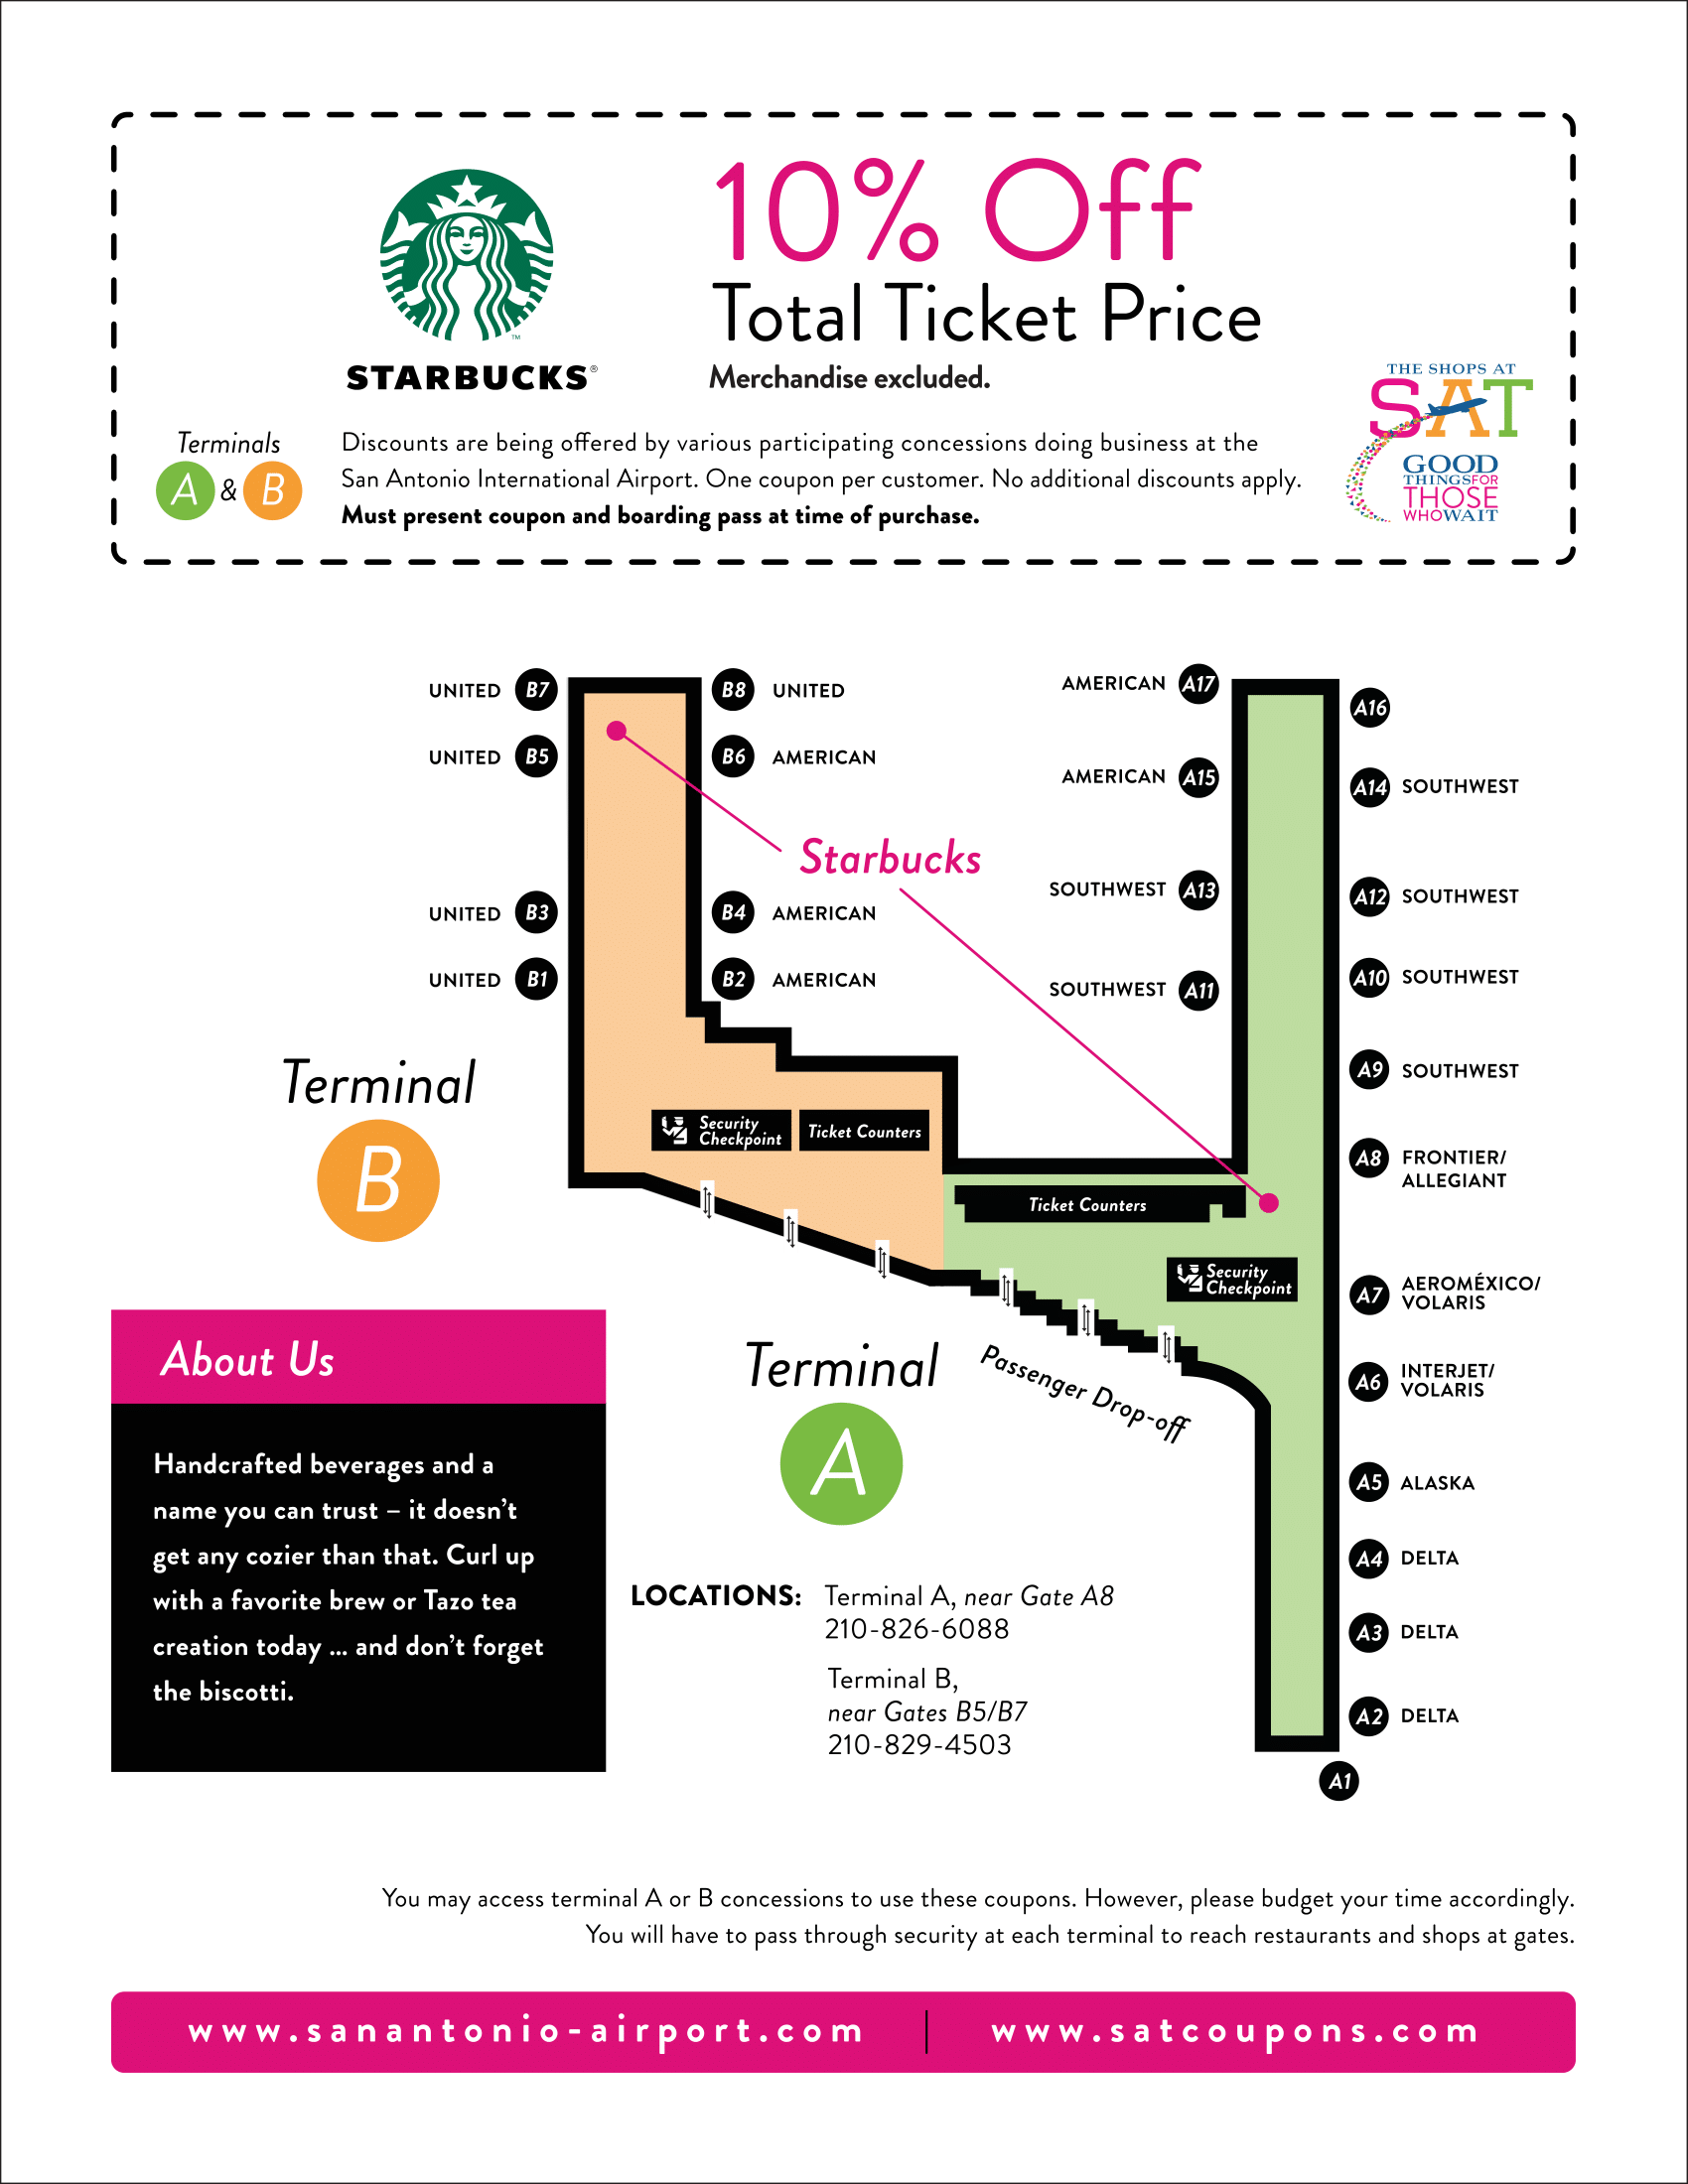 10% Off
Total Ticket Price
Merchandise excluded.
STARBUCKS®
™
THE SHOPS AT
SAT
GOOD
THINGSFOR
THOSE
WHOWAIT
Terminals
A & B
Discounts are being offered by various participating concessions doing business at the
San Antonio International Airport. One coupon per customer. No additional discounts apply.
Must present coupon and boarding pass at time of purchase.
UNITED B7
B8 UNITED
UNITED B5
B6 AMERICAN
UNITED B3
B4 AMERICAN
UNITED B1
B2 AMERICAN
Starbucks
AMERICAN A17
A16
AMERICAN A15
A14 SOUTHWEST
SOUTHWEST A13
A12 SOUTHWEST
A10 SOUTHWEST
SOUTHWEST A11
A9 SOUTHWEST
A8 FRONTIER/
ALLEGIANT
A7 AEROMÉXICO/
VOLARIS
A6 INTERJET/
VOLARIS
A5 ALASKA
A4 DELTA
A3 DELTA
A2 DELTA
A1
Terminal
B
Security
Checkpoint
Ticket Counters
Ticket Counters
Security
Checkpoint
Passenger Drop-off
Terminal
A
About Us
Handcrafted beverages and a
name you can trust – it doesn’t
get any cozier than that. Curl up
with a favorite brew or Tazo tea
creation today ... and don’t forget
the biscotti.
LOCATIONS: Terminal A, near Gate A8
210-826-6088
Terminal B,
near Gates B5/B7
210-829-4503
You may access terminal A or B concessions to use these coupons. However, please budget your time accordingly.
You will have to pass through security at each terminal to reach restaurants and shops at gates.
www.sanantonio-airport.com | www.satcoupons.com